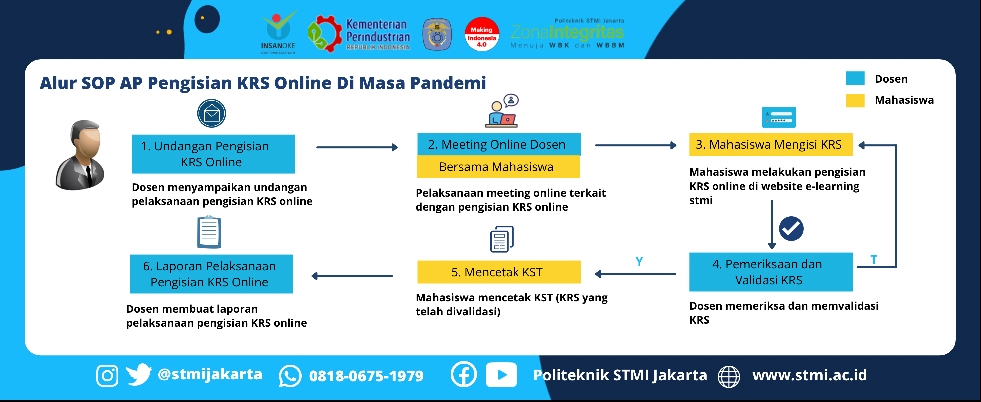 INSANOKE
Kementerian
Perindustrian
REPUBLIK INDONESIA
Making
Indonesia
4.0
Politeknik STMI Jakarta
ZonaIntegritas
Menuju WBK dan WBBM
Alur SOP AP Pengisian KRS Online Di Masa Pandemi
Dosen
Mahasiswa
1. Undangan Pengisian
KRS Online
Dosen menyampaikan undangan
pelaksanaan pengisian KRS online
2. Meeting Online Dosen
Bersama Mahasiswa
Pelaksanaan meeting online terkait
dengan pengisian KRS online
3. Mahasiswa Mengisi KRS
Mahasiswa melakukan pengisian
KRS online di website e-learning
stmi
4. Pemeriksaan dan
Validasi KRS
T
Y
Dosen memeriksa dan memvalidasi
KRS
5. Mencetak KST
Mahasiswa mencetak KST (KRS yang
telah divalidasi)
6. Laporan Pelaksanaan
Pengisian KRS Online
Dosen membuat laporan
pelaksanaan pengisian KRS online
@stmijakarta
0818-0675-1979
Politeknik STMI Jakarta
www.stmi.ac.id